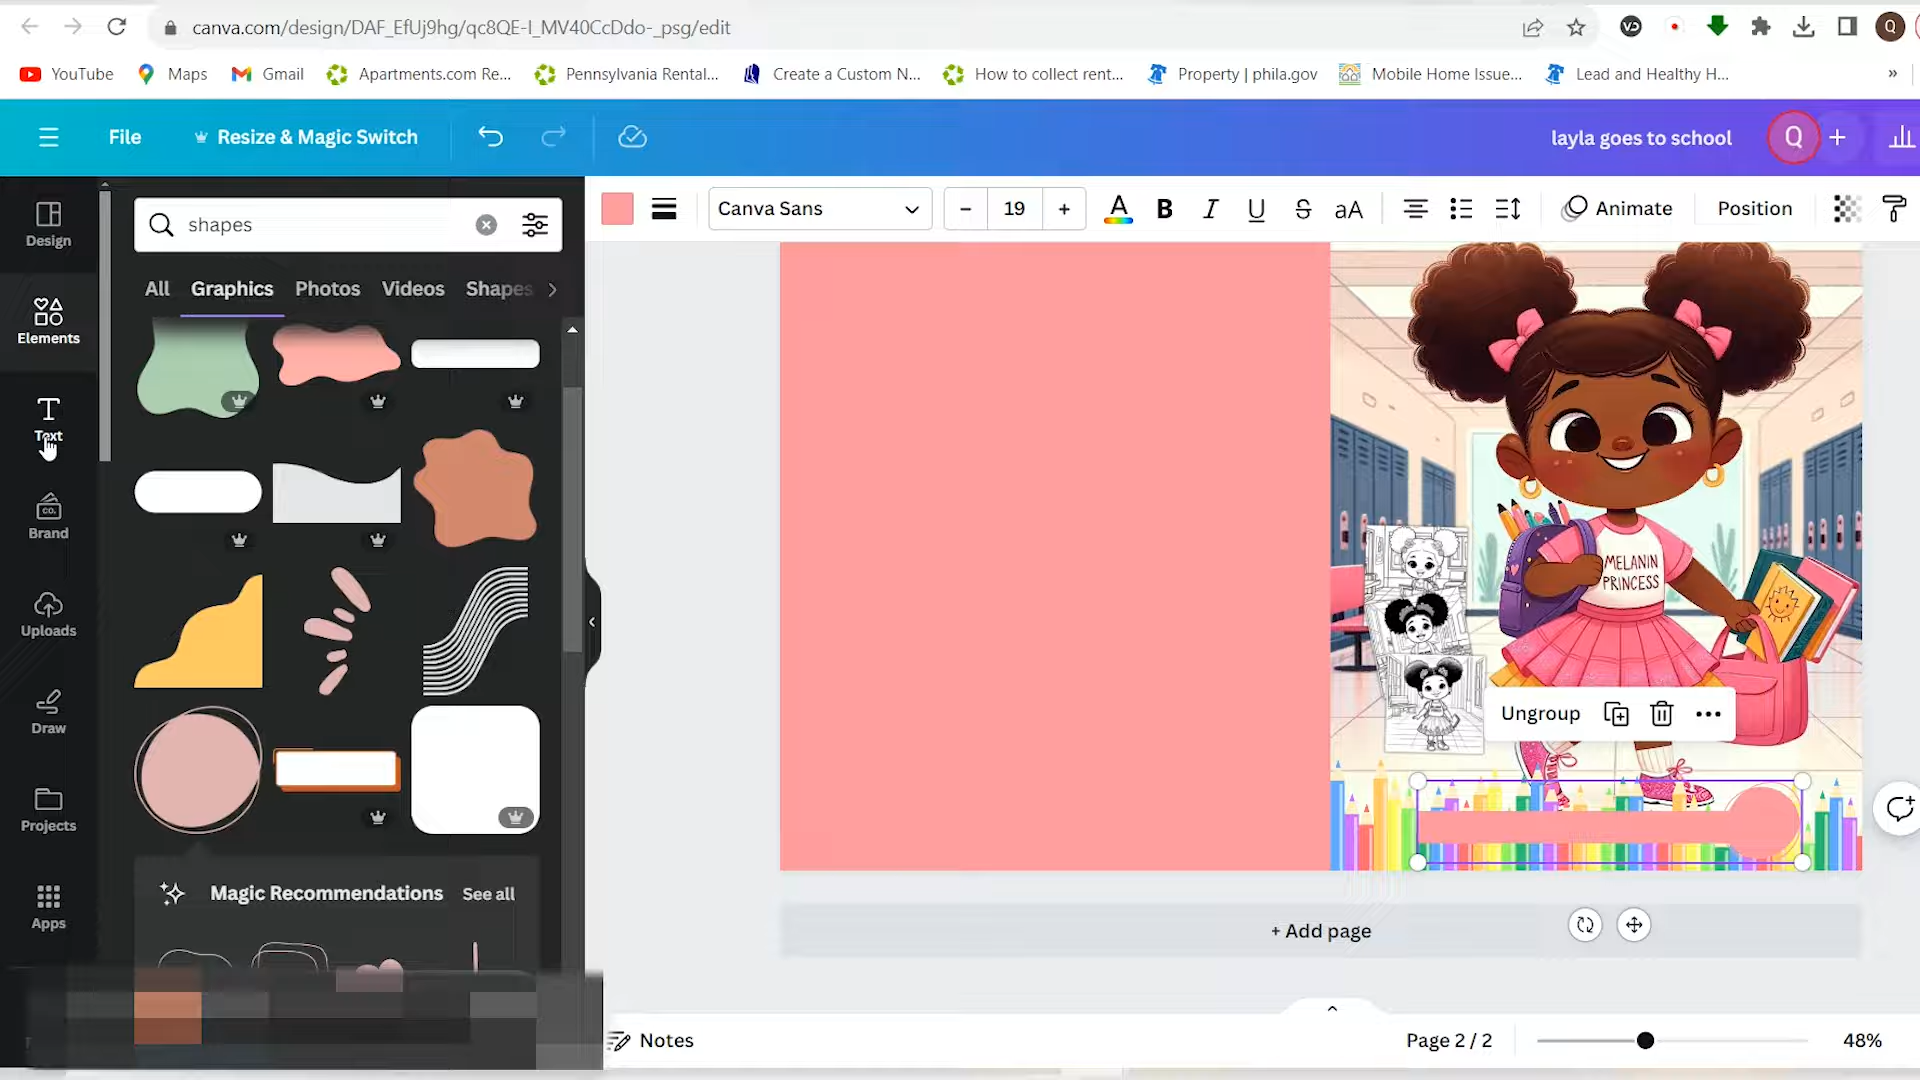 canva.com/design/DAF_EfUj9hg/qc8QE-I_MV40CcDdo-_psg/edit
Q
YouTube
Maps
Gmail
Apartments.com Re...
Pennsylvania Rental...
Create a Custom N...
How to collect rent...
Property | phila.gov
Mobile Home Issue...
Lead and Healthy H...
»
File
Resize & Magic Switch
layla goes to school
Q
+
Design
Elements
Text
Brand
CO.
Uploads
Draw
Projects
Apps
shapes
All
Graphics
Photos
Videos
Shapes
Magic Recommendations
See all
Canva Sans
– 19 +
A
B
I
U
S
aA
Animate
Position
MELANIN
PRINCESS
Ungroup
+ Add page
Notes
Page 2 / 2
48%